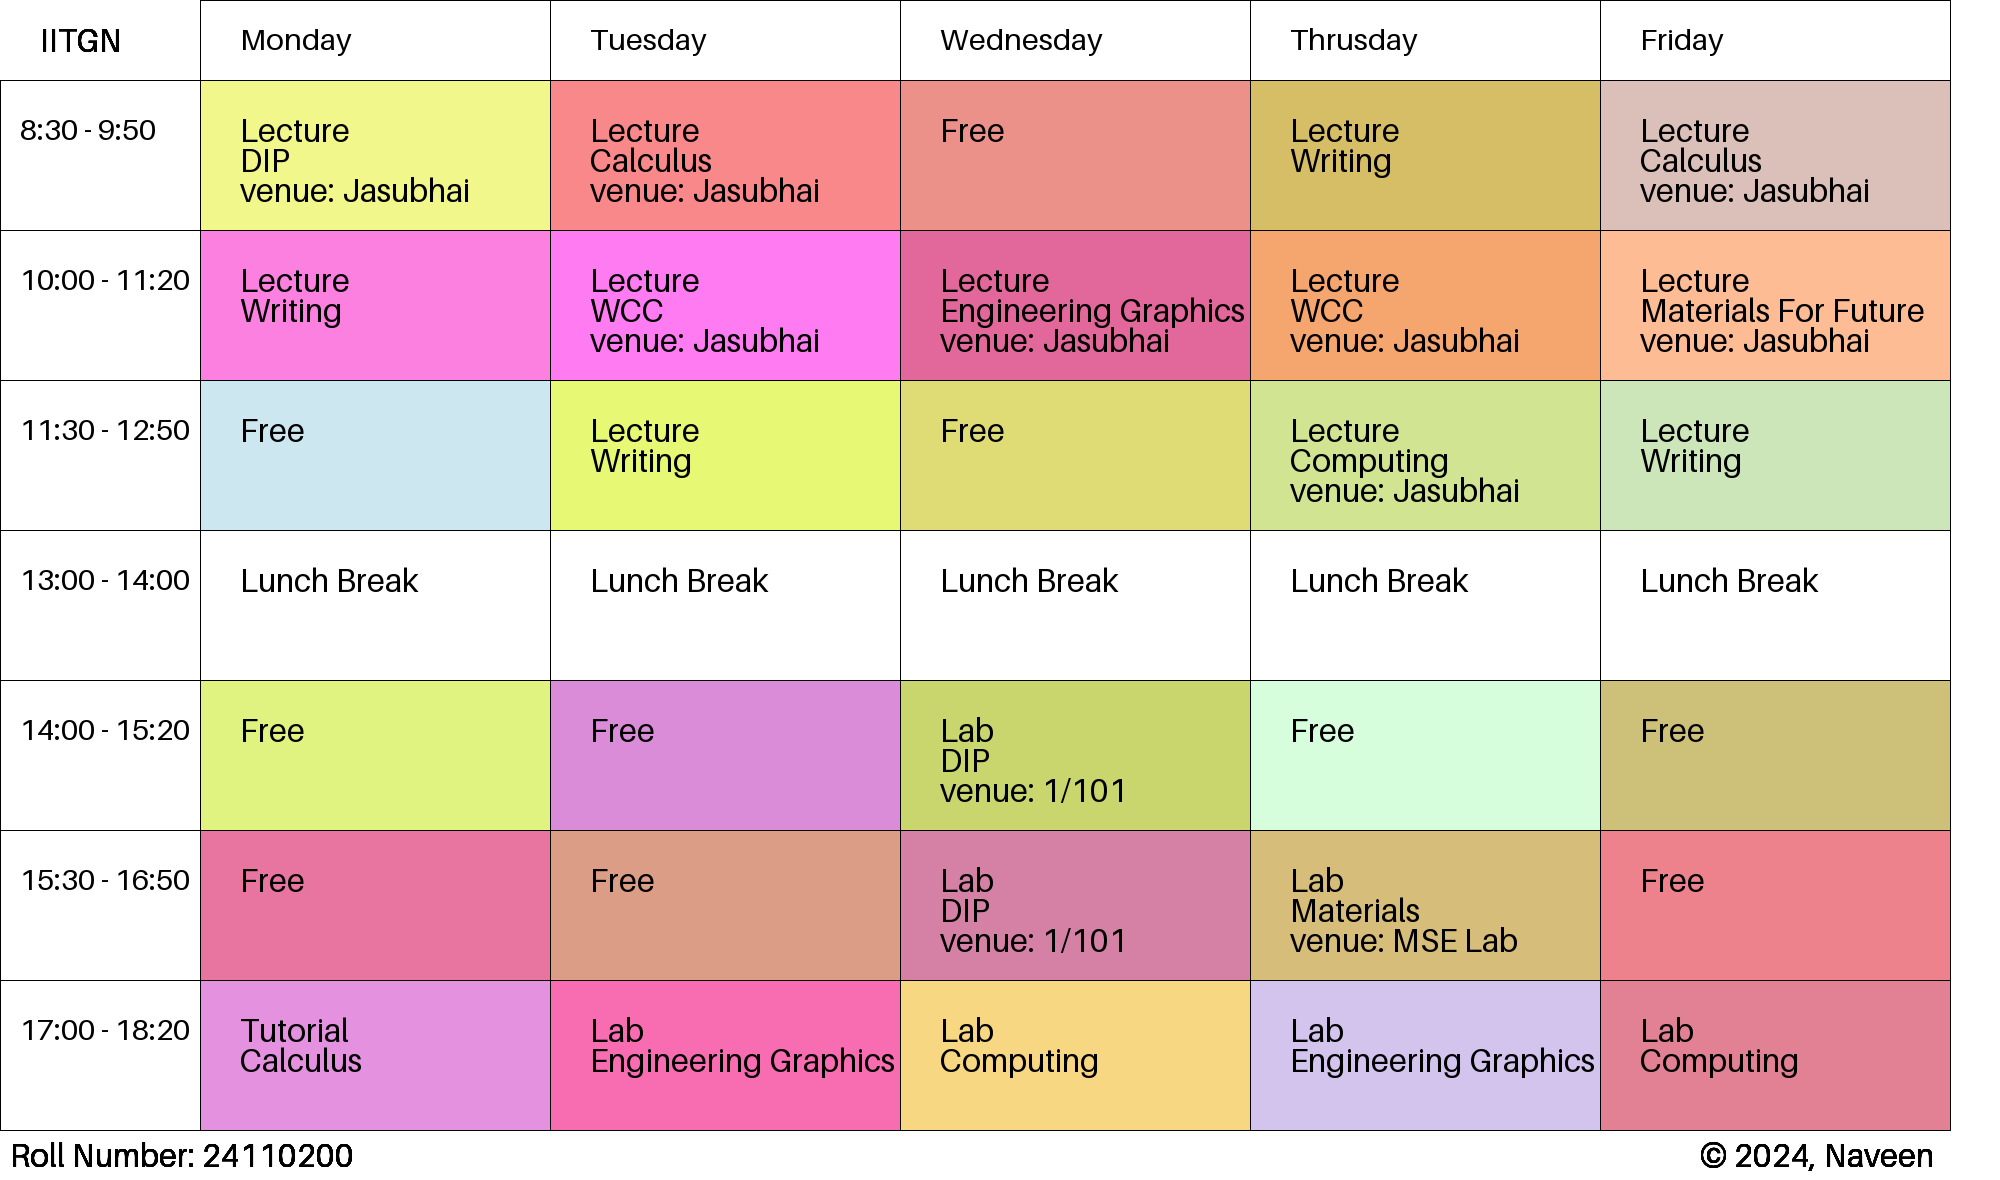 IITGN Monday Tuesday Wednesday Thrusday Friday
8:30 - 9:50
Lecture
DIP
venue: Jasubhai
Lecture
Calculus
venue: Jasubhai
Free
Lecture
Writing
Lecture
Calculus
venue: Jasubhai
10:00 - 11:20
Lecture
Writing
Lecture
WCC
venue: Jasubhai
Lecture
Engineering Graphics
venue: Jasubhai
Lecture
WCC
venue: Jasubhai
Lecture
Materials For Future
venue: Jasubhai
11:30 - 12:50
Free
Lecture
Writing
Free
Lecture
Computing
venue: Jasubhai
Lecture
Writing
13:00 - 14:00
Lunch Break
Lunch Break
Lunch Break
Lunch Break
Lunch Break
14:00 - 15:20
Free
Free
Lab
DIP
venue: 1/101
Free
Free
15:30 - 16:50
Free
Free
Lab
DIP
venue: 1/101
Lab
Materials
venue: MSE Lab
Free
17:00 - 18:20
Tutorial
Calculus
Lab
Engineering Graphics
Lab
Computing
Lab
Engineering Graphics
Lab
Computing
Roll Number: 24110200
© 2024, Naveen